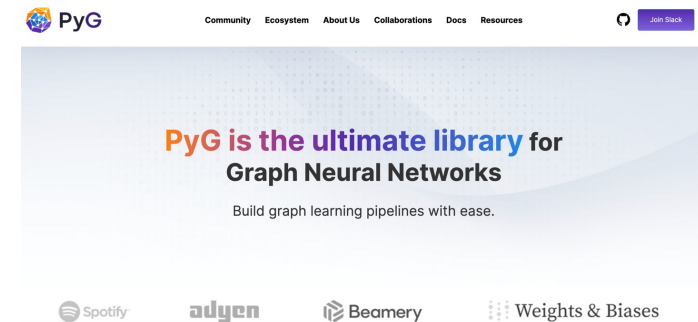 PyG
Community Ecosystem About Us Collaborations Docs Resources
Join Slack
PyG is the ultimate library for
Graph Neural Networks
Build graph learning pipelines with ease.
Spotify
adyen
Beamery
Weights & Biases